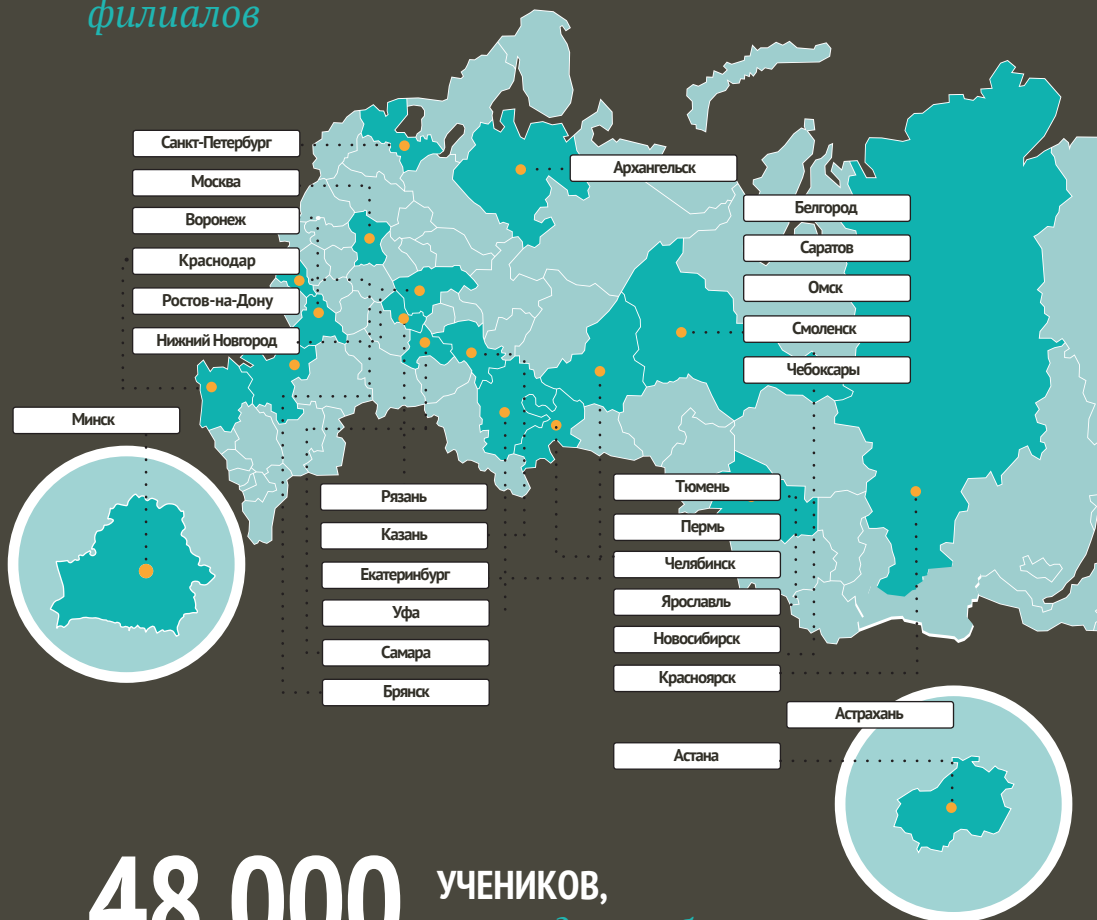 филиалов
Санкт-Петербург
Москва
Воронеж
Краснодар
Ростов-на-Дону
Нижний Новгород
Архангельск
Белгород
Саратов
Омск
Смоленск
Чебоксары
Минск
Рязань
Казань
Екатеринбург
Уфа
Самара
Брянск
Тюмень
Пермь
Челябинск
Ярославль
Новосибирск
Красноярск
Астрахань
Астана
48 000
УЧЕНИКОВ,